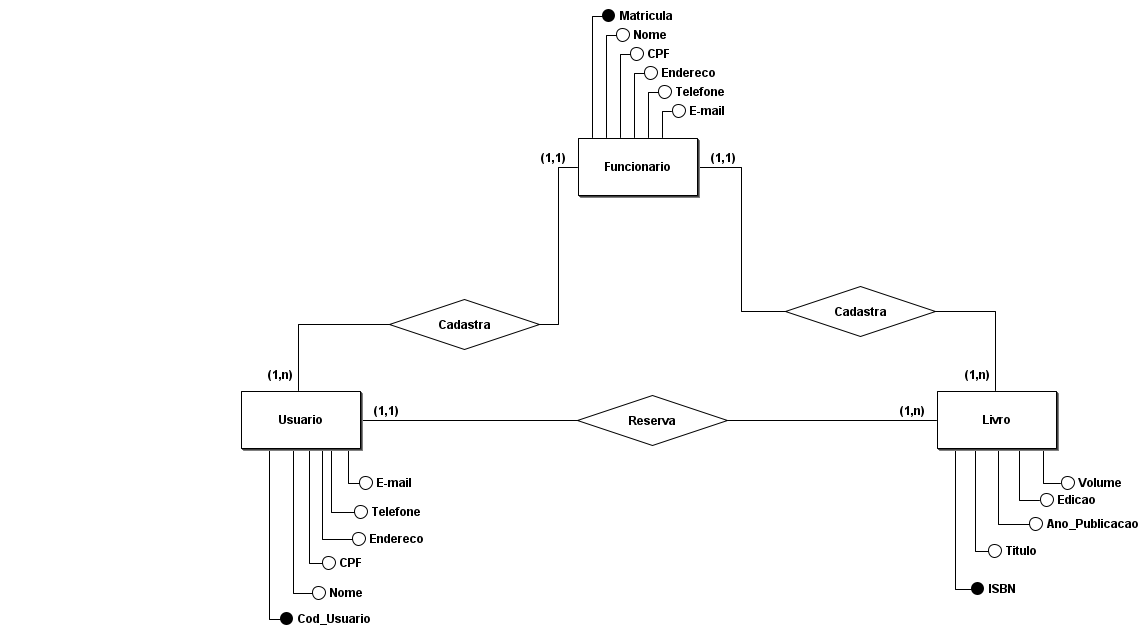 Matricula
Nome
CPF
Endereco
Telefone
E-mail
(1,1)
(1,1)
Funcionario
Cadastra
Cadastra
(1,n)
(1,n)
Usuario
(1,1)
Reserva
(1,n)
Livro
E-mail
Telefone
Endereco
CPF
Nome
Cod_Usuario
Volume
Edicao
Ano_Publicacao
Titulo
ISBN